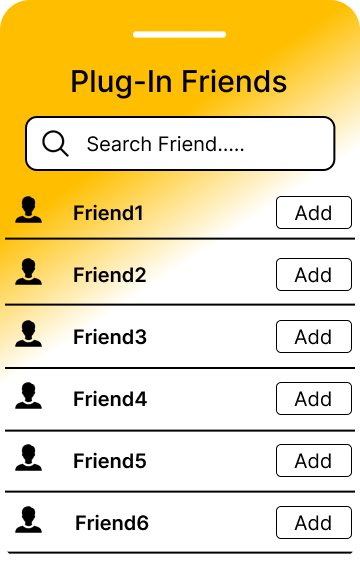 Plug-In Friends
Search Friend.....
Friend1 Add
Friend2 Add
Friend3 Add
Friend4 Add
Friend5 Add
Friend6 Add